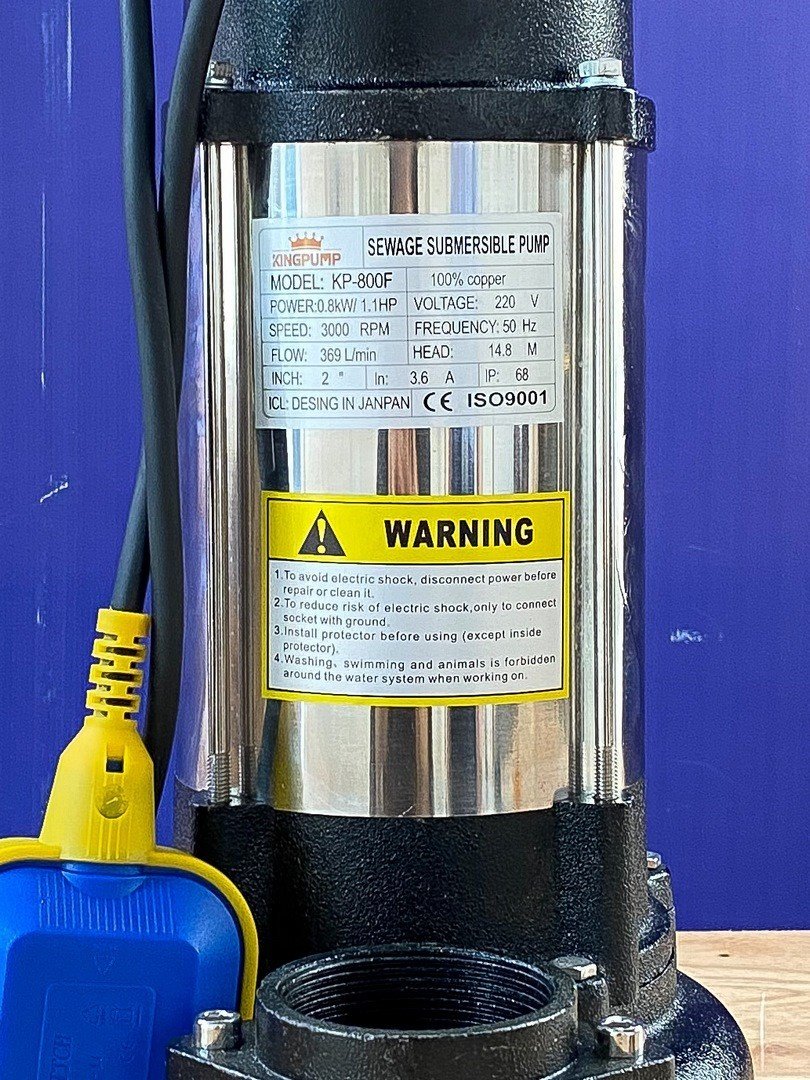 KINGPUMP SEWAGE SUBMERSIBLE PUMP
MODEL: KP-800F 100% copper
POWER:0.8kW/ 1.1HP VOLTAGE: 220 V
SPEED: 3000 RPM FREQUENCY: 50 Hz
FLOW: 369 L/min HEAD: 14.8 M
INCH: 2 " In: 3.6 A IP: 68
ICL: DESING IN JANPAN CE ISO9001
WARNING
1.To avoid electric shock, disconnect power before
repair or clean it.
2.To reduce risk of electric shock,only to connect
socket with ground.
3.Install protector before using (except inside
protector).
4.Washing、swimming and animals is forbidden
around the water system when working on.